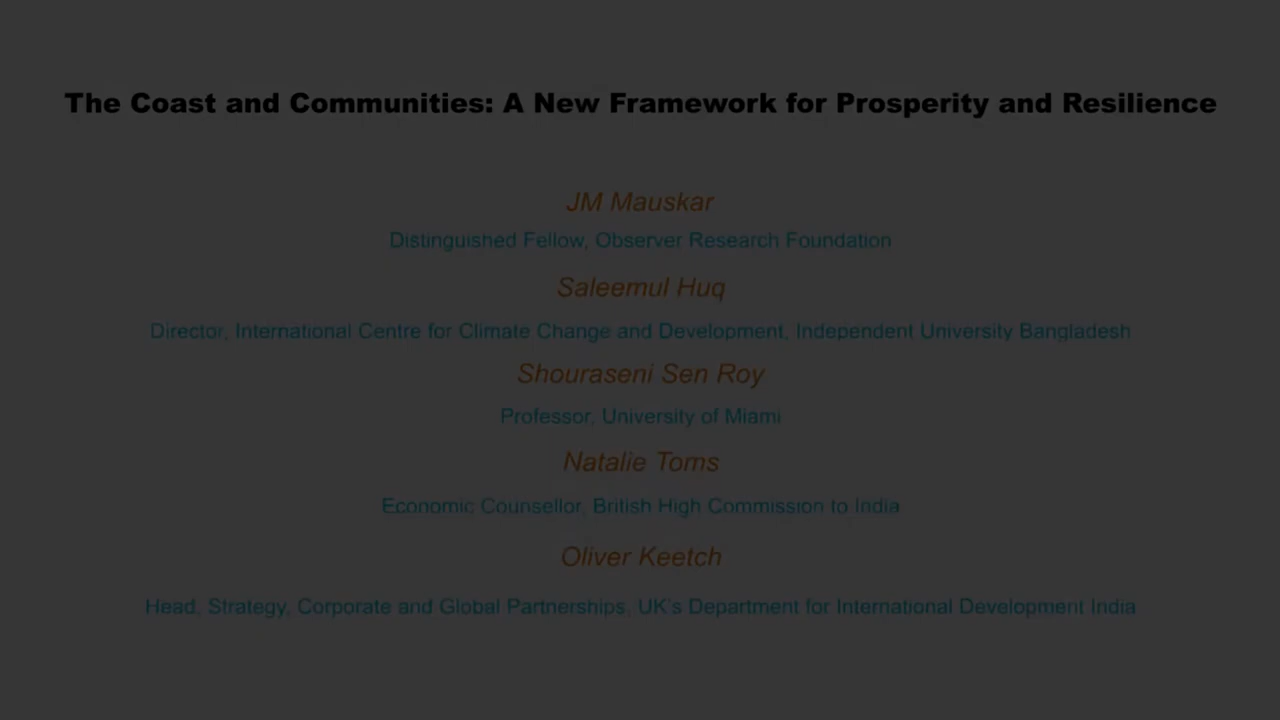 The Coast and Communities: A New Framework for Prosperity and Resilience
JM Mauskar
Distinguished Fellow, Observer Research Foundation
Saleemul Huq
Director, International Centre for Climate Change and Development, Independent University Bangladesh
Shouraseni Sen Roy
Professor, University of Miami
Natalie Toms
Economic Counsellor, British High Commission to India
Oliver Keetch
Head, Strategy, Corporate and Global Partnerships, UK's Department for International Development India